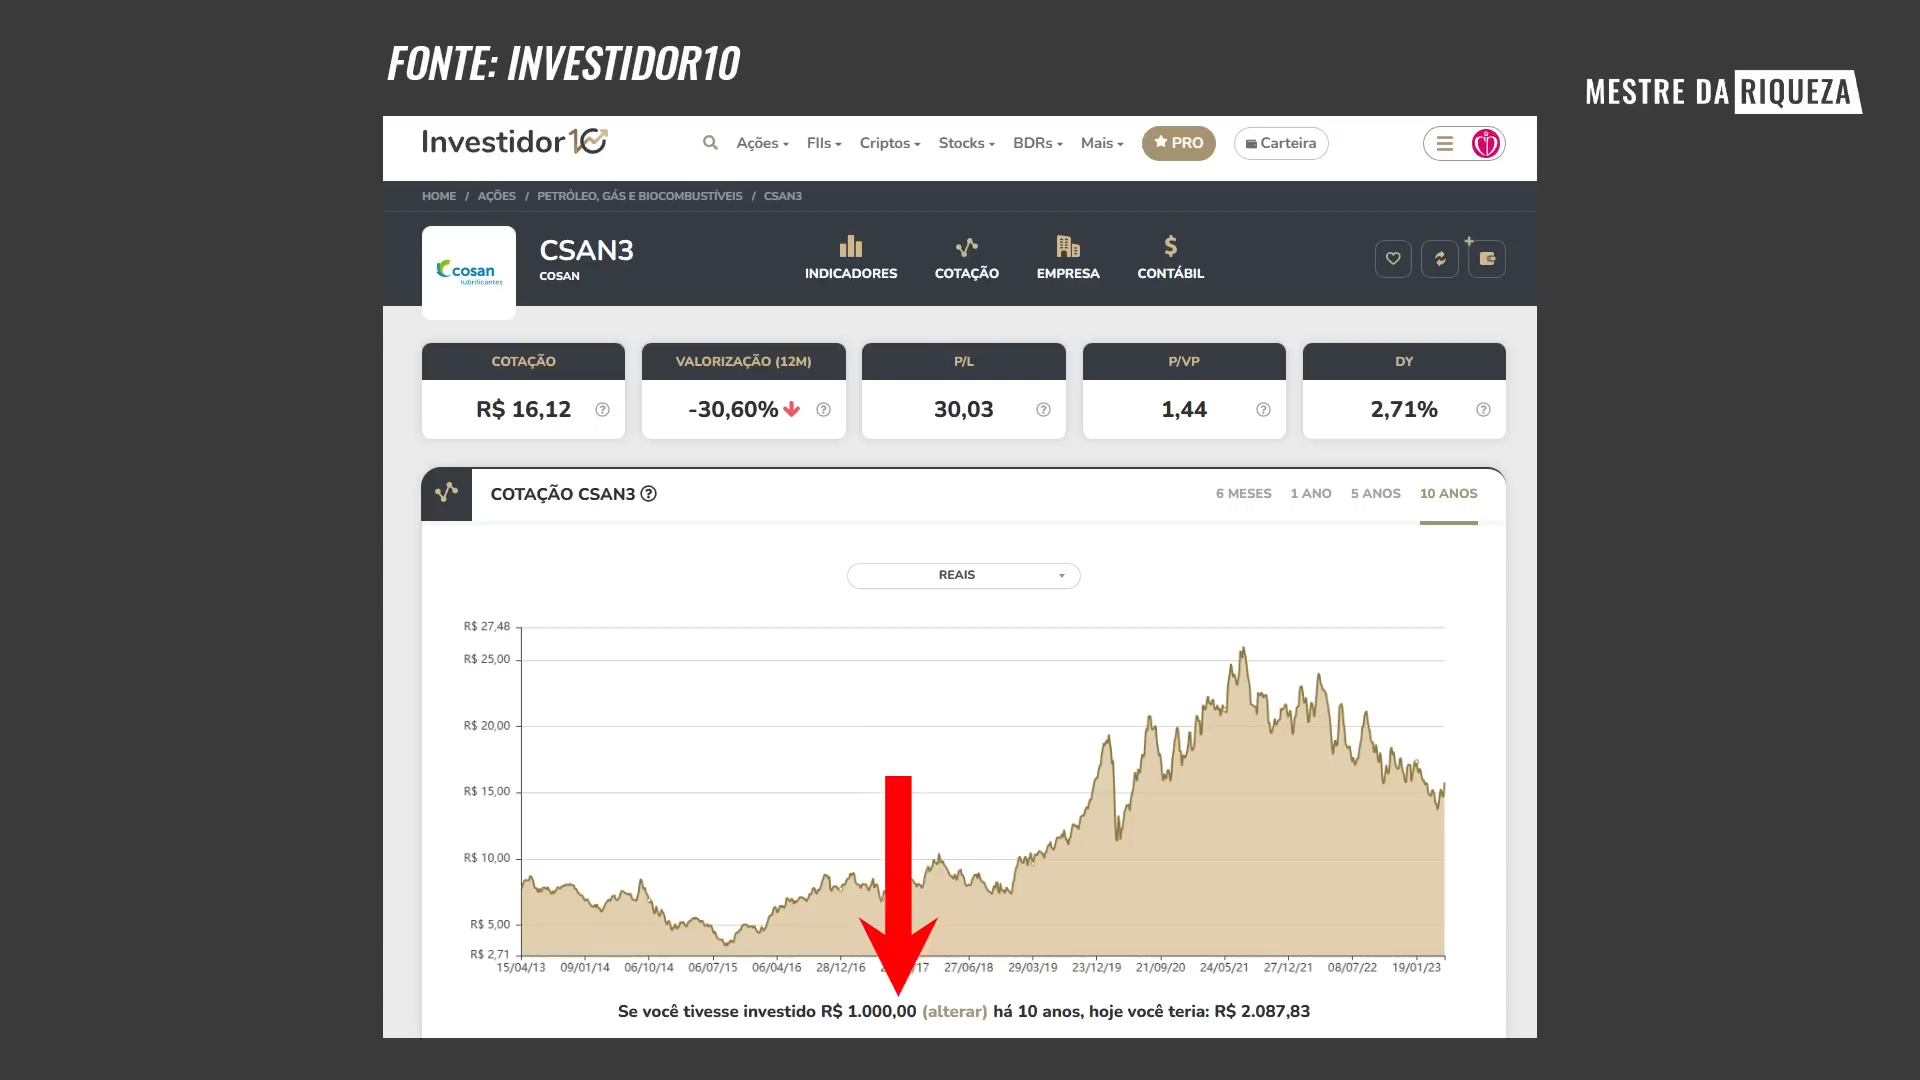 FONTE: INVESTIDOR10
MESTRE DA RIQUEZA
Investidor10
Ações
FIIs
Criptos
Stocks
BDRs
Mais
PRO
Carteira
HOME / AÇÕES / PETRÓLEO, GÁS E BIOCOMBUSTÍVEIS / CSAN3
cosan
lubrificantes
CSAN3
COSAN
INDICADORES
COTAÇÃO
EMPRESA
CONTÁBIL
COTAÇÃO
R$ 16,12
VALORIZAÇÃO (12M)
-30,60%
P/L
30,03
P/VP
1,44
DY
2,71%
COTAÇÃO CSAN3
6 MESES
1 ANO
5 ANOS
10 ANOS
REAIS
R$ 27,48
R$ 25,00
R$ 20,00
R$ 15,00
R$ 10,00
R$ 5,00
R$ 2,71
15/04/13
09/01/14
06/10/14
06/07/15
06/04/16
28/12/16
27/06/18
29/03/19
23/12/19
21/09/20
24/05/21
27/12/21
08/07/22
19/01/23
Se você tivesse investido R$ 1.000,00 (alterar) há 10 anos, hoje você teria: R$ 2.087,83